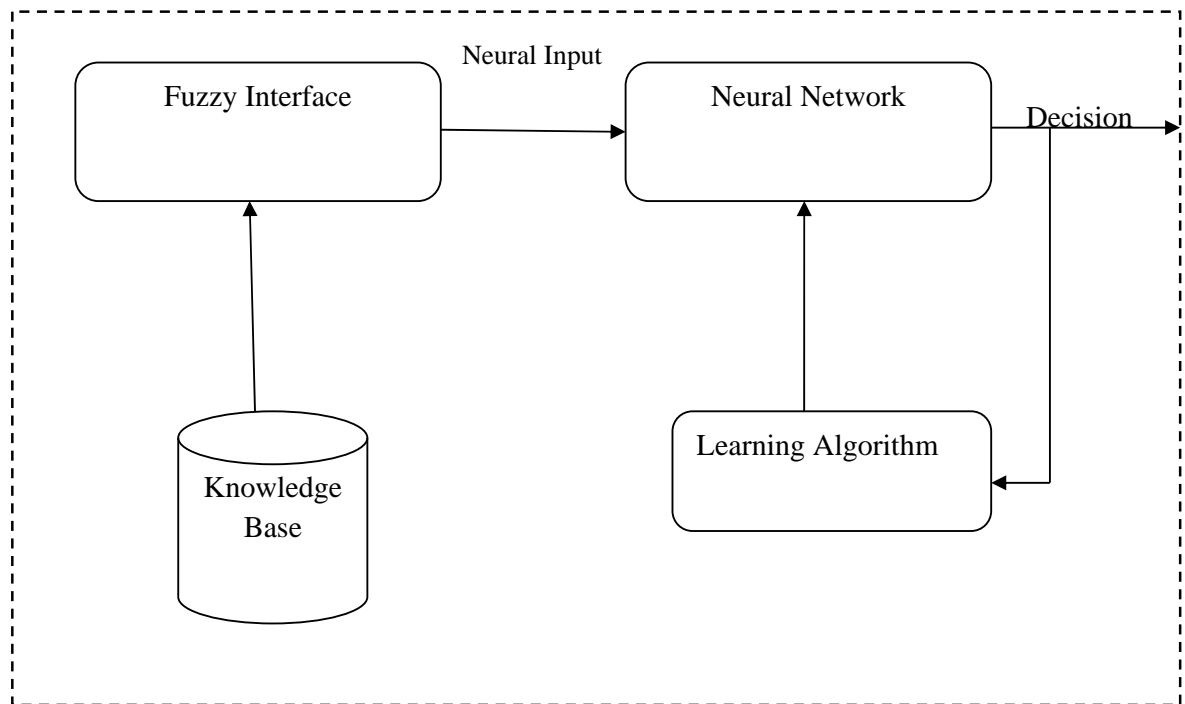 Neural Input
Fuzzy Interface
Neural Network
Decision
Learning Algorithm
Knowledge
Base